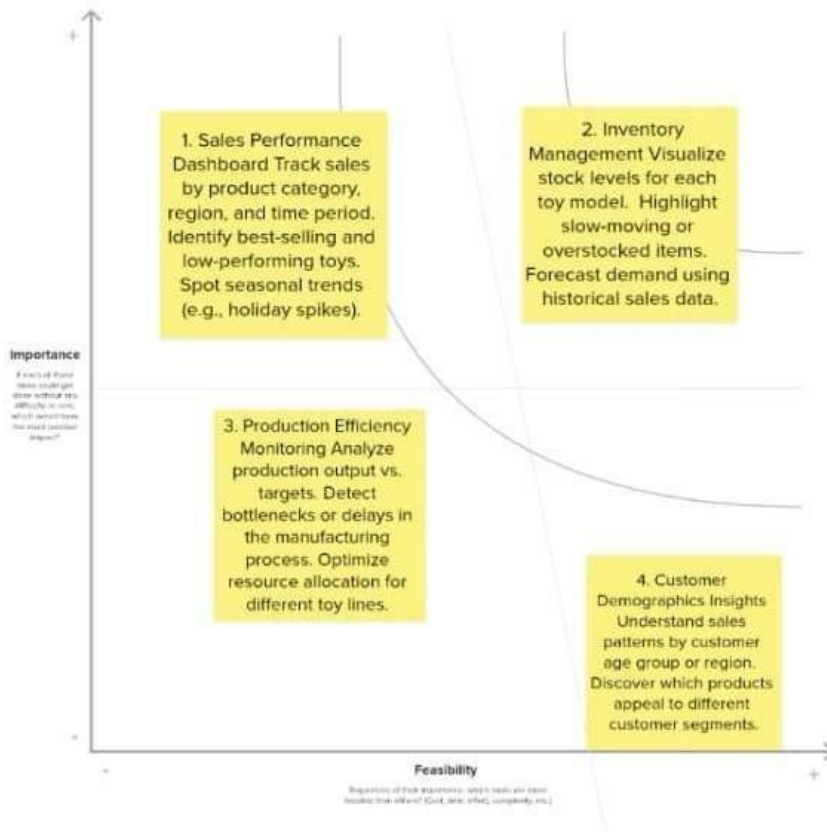 +
1. Sales Performance
Dashboard Track sales
by product category,
region, and time period.
Identify best-selling and
low-performing toys.
Spot seasonal trends
(e.g., holiday spikes).
2. Inventory
Management Visualize
stock levels for each
toy model. Highlight
slow-moving or
overstocked items.
Forecast demand using
historical sales data.
Importance
3. Production Efficiency
Monitoring Analyze
production output vs.
targets. Detect
bottlenecks or delays in
the manufacturing
process. Optimize
resource allocation for
different toy lines.
4. Customer
Demographics Insights
Understand sales
patterns by customer
age group or region.
Discover which products
appeal to different
customer segments.
-
-
Feasibility
+